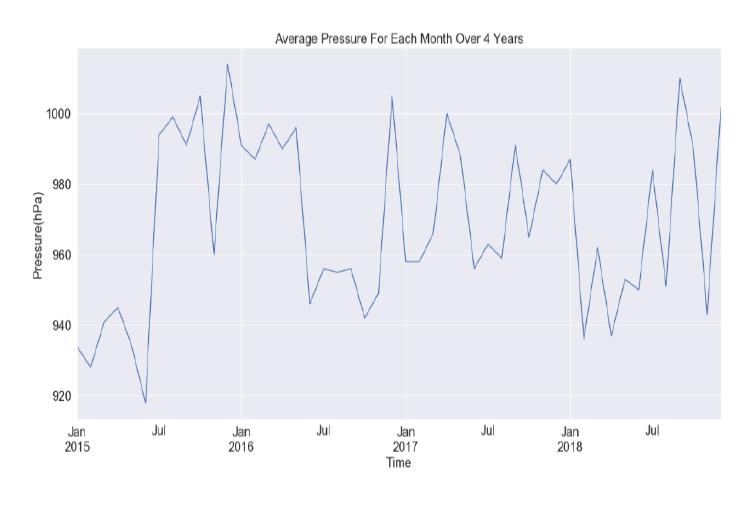 Average Pressure For Each Month Over 4 Years
Pressure(hPa)
1000
980
960
940
920
Jan Jul Jan Jul Jan Jul Jan Jul
2015 2016 2017 2018
Time